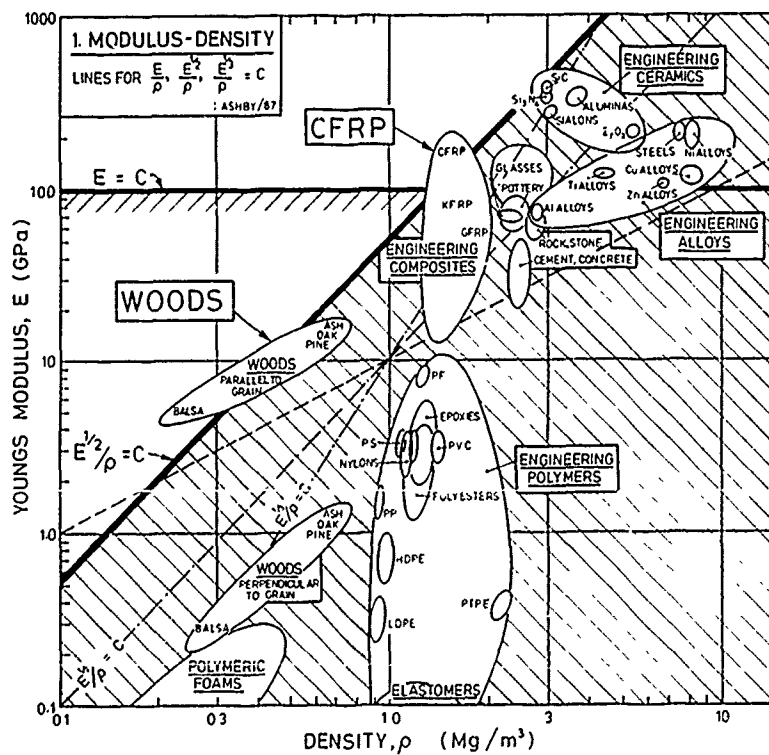 1. MODULUS-DENSITY
LINES FOR E/ρ, E^½/ρ, E^⅓/ρ = C
: ASHBY/87
1000
100
10
1.0
0.1
YOUNGS MODULUS, E (GPa)
E = C
CFRP
WOODS
E^½/ρ = C
ENGINEERING
CERAMICS
SiC
Si3N4
ALUMINAS
SIALONS
ZrO2
CFRP
KFRP
GFRP
ENGINEERING
COMPOSITES
GLASSES
POTTERY
STEELS
Ni ALLOYS
Ti ALLOYS
Cu ALLOYS
Zn ALLOYS
Al ALLOYS
ENGINEERING
ALLOYS
ROCK, STONE
CEMENT, CONCRETE
ASH
OAK
PINE
WOODS
PARALLEL TO
GRAIN
BALSA
PF
EPOXIES
PS
PVC
NYLONS
POLYESTERS
PP
HDPE
LDPE
PTFE
ENGINEERING
POLYMERS
ELASTOMERS
ASH
OAK
PINE
WOODS
PERPENDICULAR
TO GRAIN
BALSA
POLYMERIC
FOAMS
0.1
0.3
1.0
3
10
DENSITY, ρ (Mg/m³)